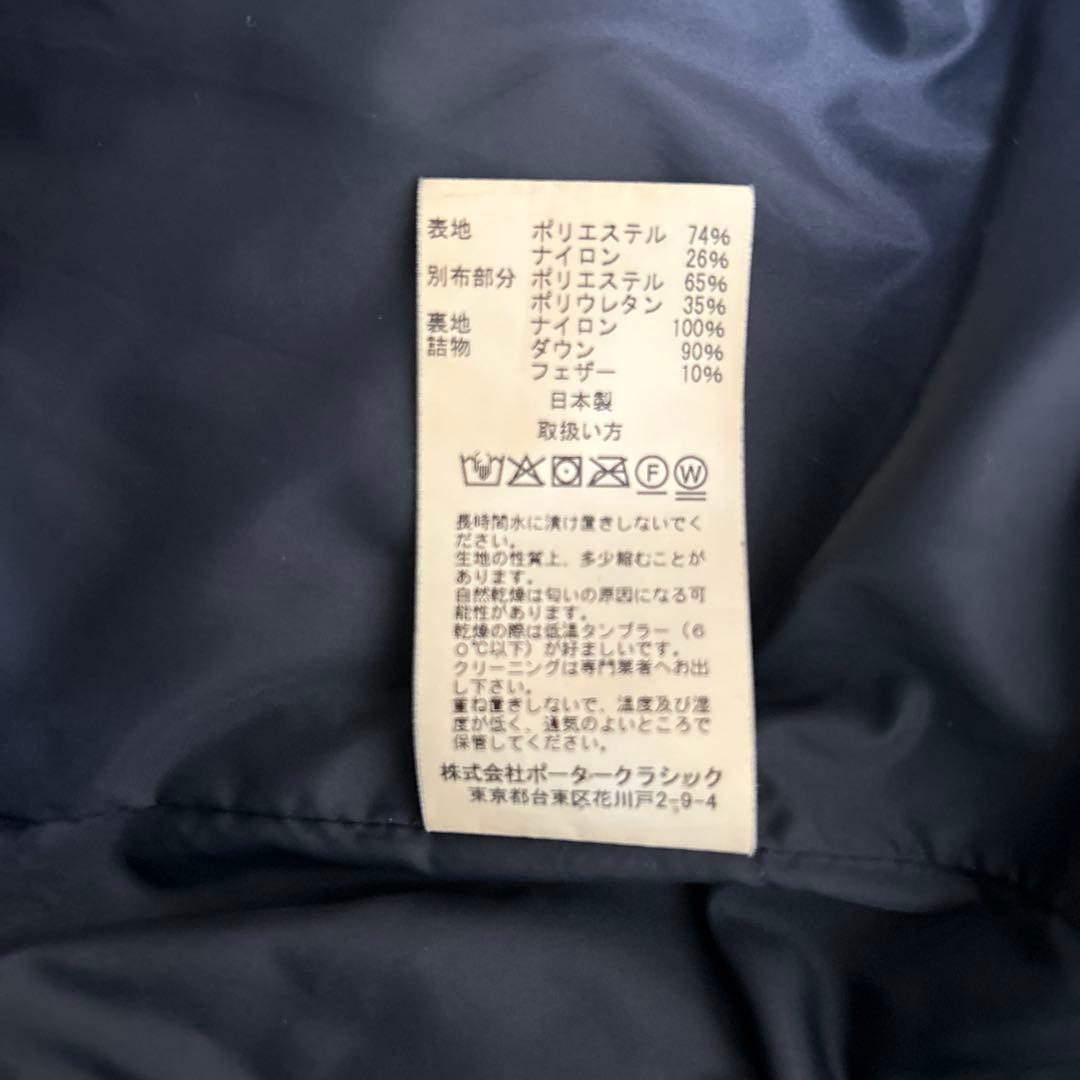 表地 ポリエステル 74%
ナイロン 26%
別布部分 ポリエステル 65%
ポリウレタン 35%
裏地 ナイロン 100%
詰物 ダウン 90%
フェザー 10%
日本製
取扱い方
F W
長時間水に漬け置きしないでく
ださい。
生地の性質上、多少縮むことが
あります。
自然乾燥は匂いの原因になる可
能性があります。
乾燥の際は低温タンブラー（６
０℃以下）が好ましいです。
クリーニングは専門業者へお出
し下さい。
重ね置きしないで、温度及び湿
度が低く、通気のよいところで
保管してください。
株式会社ポータークラシック
東京都台東区花川戸2-9-4